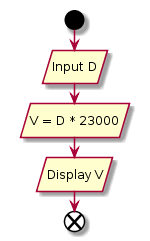 Input D
V = D * 23000
Display V